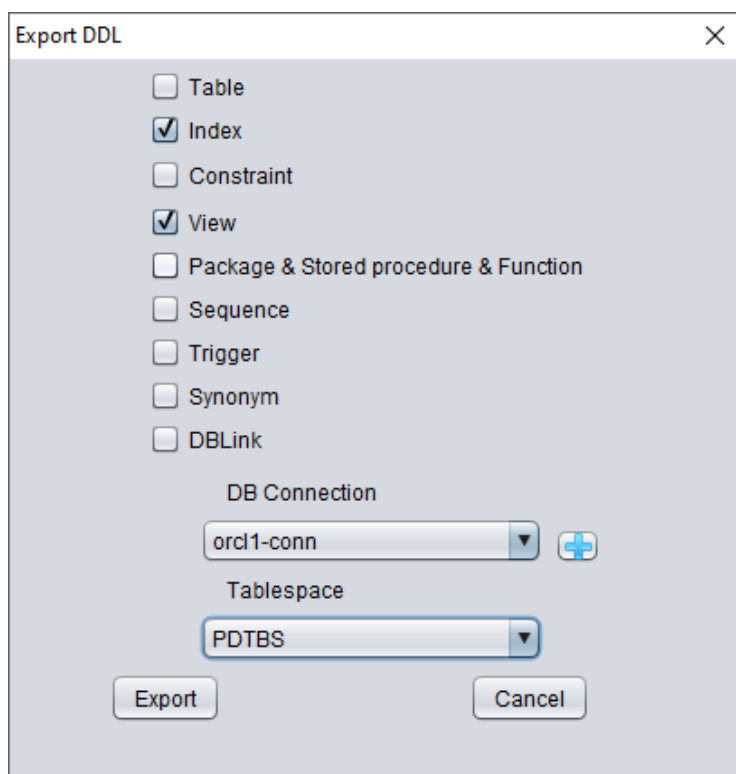 Export DDL
Table
Index
Constraint
View
Package & Stored procedure & Function
Sequence
Trigger
Synonym
DBLink
DB Connection
orcl1-conn
Tablespace
PDTBS
Export Cancel